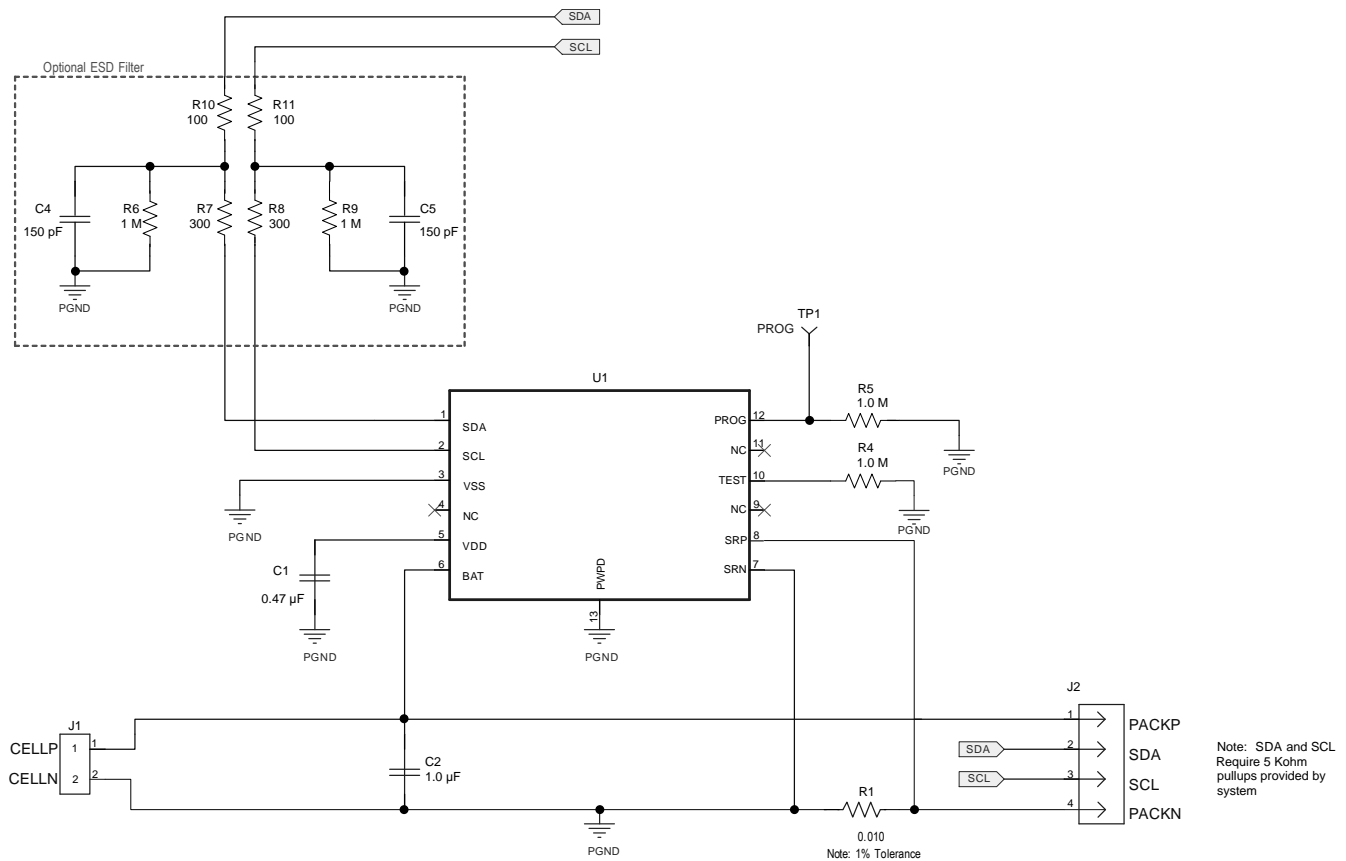 SDA
SCL
Optional ESD Filter
R10
100
R11
100
C4
150 pF
R6
1 M
R7
300
R8
300
R9
1 M
C5
150 pF
PGND
PGND
TP1
PROG
U1
R5
1.0 M
1
SDA
PROG
12
PGND
2
SCL
NC
11
R4
1.0 M
3
VSS
TEST
10
PGND
4
NC
NC
9
PGND
5
VDD
SRP
8
6
BAT
SRN
7
C1
0.47 µF
PWPD
13
PGND
PGND
J1
CELLP
1
1
CELLN
2
2
C2
1.0 µF
PGND
R1
0.010
Note: 1% Tolerance
J2
1
PACKP
SDA
2
SDA
SCL
3
SCL
4
PACKN
Note: SDA and SCL
Require 5 Kohm
pullups provided by
system